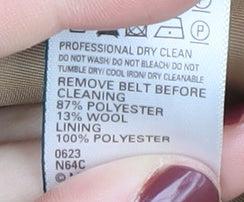 PROFESSIONAL DRY CLEAN
DO NOT WASH/ DO NOT BLEACH/ DO NOT
TUMBLE DRY/ COOL IRON/ DRY CLEANABLE
REMOVE BELT BEFORE
CLEANING
87% POLYESTER
13% WOOL
LINING
100% POLYESTER
0623
N64C
©